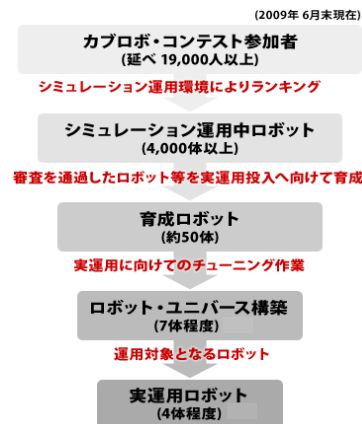 (2009年 6月末現在)
カブロボ・コンテスト参加者
(延べ 19,000人以上)
シミュレーション運用環境によりランキング
シミュレーション運用中ロボット
(4,000体以上)
審査を通過したロボット等を実運用投入へ向けて育成
育成ロボット
(約50体)
実運用に向けてのチューニング作業
ロボット・ユニバース構築
(7体程度)
運用対象となるロボット
実運用ロボット
(4体程度)